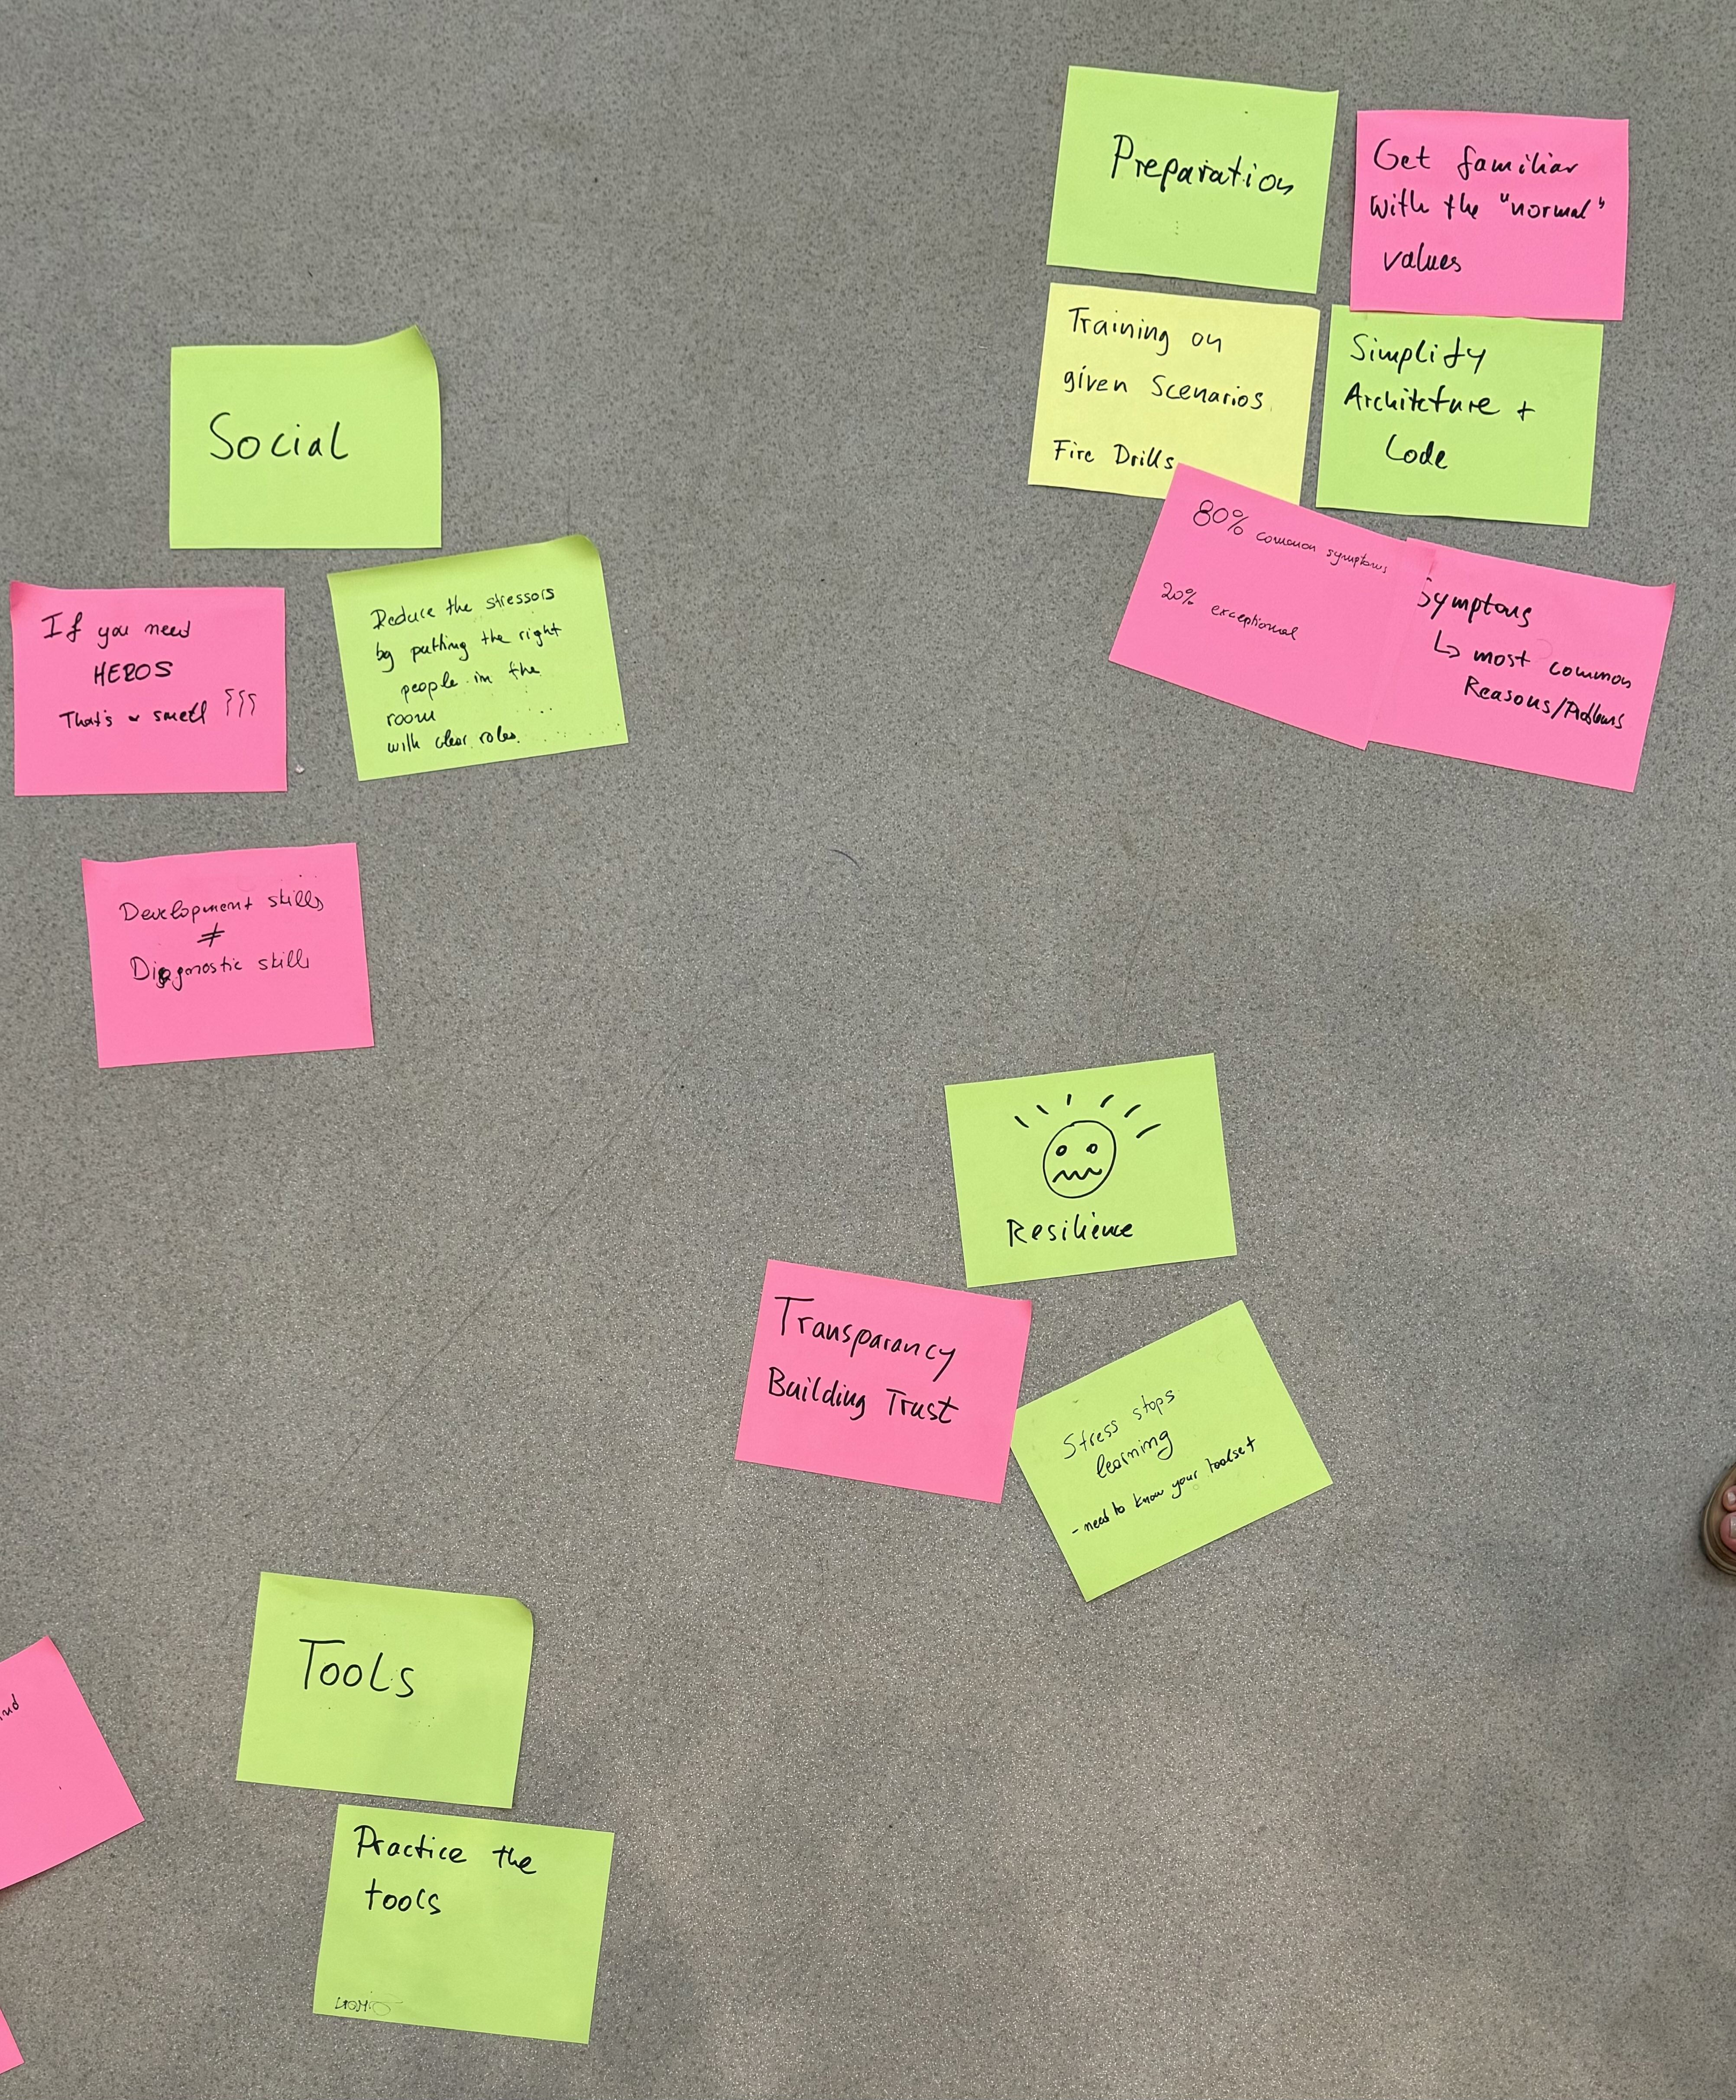 Preparation
Get familiar
with the "normal"
values
Training on
given Scenarios
Fire Drills
Simplify
Architcture +
Code
80% common symptoms
20% exceptional
Symptoms
↳ most common
Reasons/Problems
Social
If you need
HEROS
That's a smell
Reduce the stressors
by putting the right
people in the
room
with clear roles.
Development skills
≠
Diagnostic skills
Resilience
Transparancy
Building Trust
Stress stops
learning
- need to know your toolset
Tools
Practice the
tools